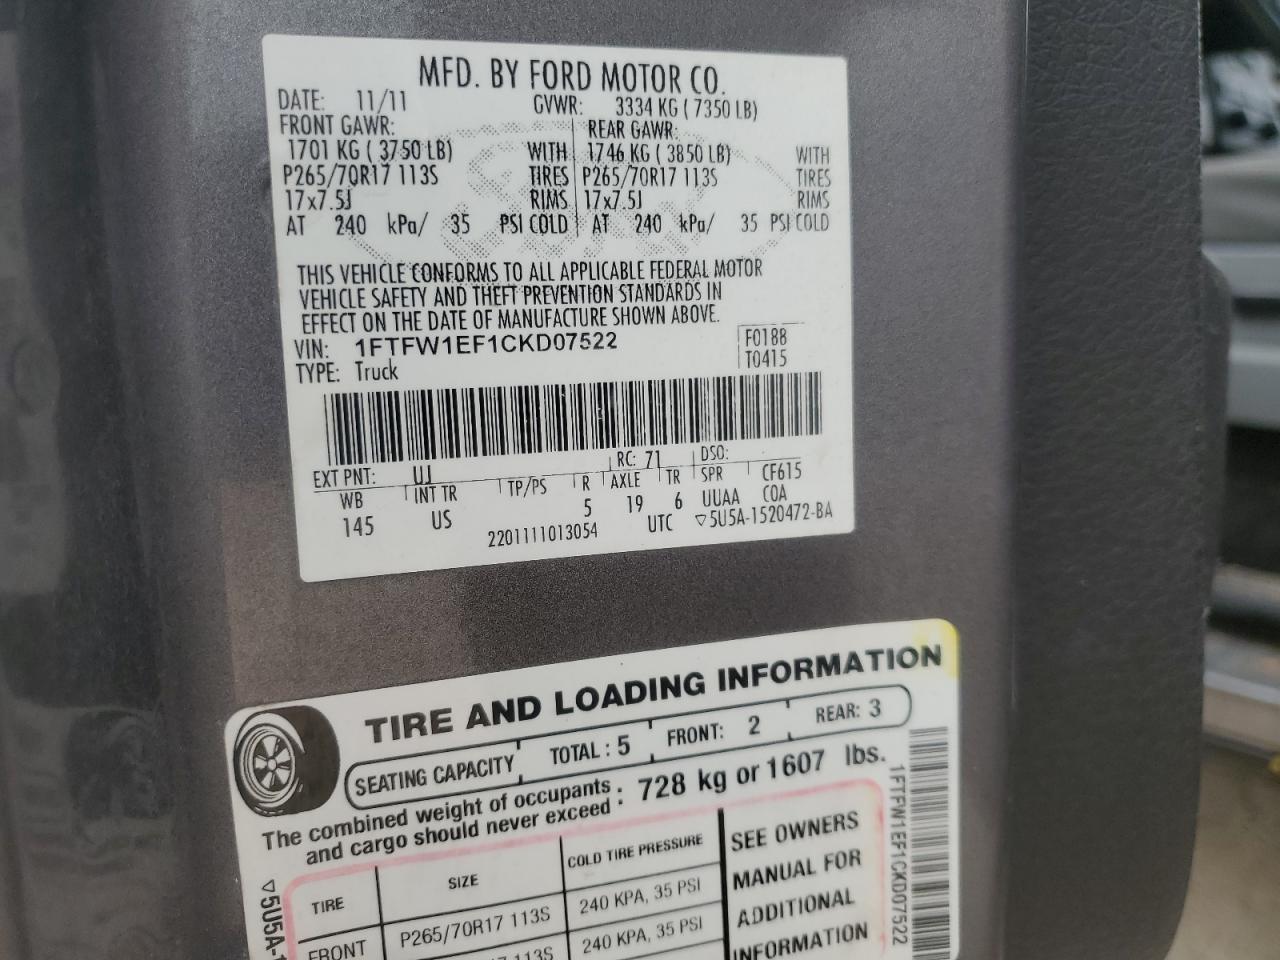 MFD. BY FORD MOTOR CO.
DATE: 11/11 GVWR: 3334 KG ( 7350 LB)
FRONT GAWR: REAR GAWR:
1701 KG ( 3750 LB) WITH 1746 KG ( 3850 LB) WITH
P265/70R17 113S TIRES P265/70R17 113S TIRES
17x7.5J RIMS 17x7.5J RIMS
AT 240 kPa/ 35 PSI COLD AT 240 kPa/ 35 PSI COLD
THIS VEHICLE CONFORMS TO ALL APPLICABLE FEDERAL MOTOR
VEHICLE SAFETY AND THEFT PREVENTION STANDARDS IN
EFFECT ON THE DATE OF MANUFACTURE SHOWN ABOVE.
VIN: 1FTFW1EF1CKD07522 F0188
TYPE: Truck T0415
EXT PNT: UJ RC: 71 DSO:
WB INT TR TP/PS R AXLE TR SPR CF615
145 US 5 19 6 UUAA COA
2201111013054 UTC ▽5U5A-1520472-BA
TIRE AND LOADING INFORMATION
SEATING CAPACITY TOTAL : 5 FRONT: 2 REAR: 3
The combined weight of occupants
and cargo should never exceed : 728 kg or 1607 lbs.
TIRE SIZE COLD TIRE PRESSURE SEE OWNERS
FRONT P265/70R17 113S 240 KPA, 35 PSI MANUAL FOR
113S 240 KPA, 35 PSI ADDITIONAL
INFORMATION
▽5U5A-
1FTFW1EF1CKD07522